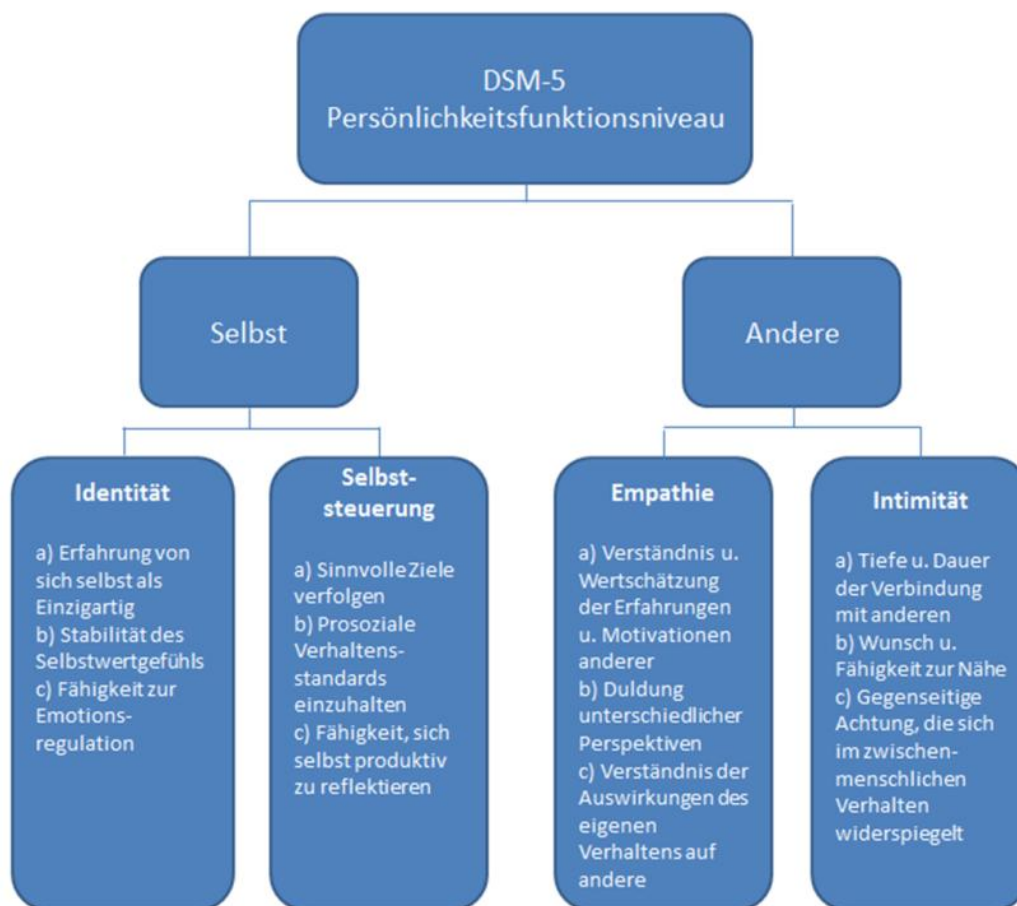 DSM-5
Persönlichkeitsfunktionsniveau
Selbst
Andere
Identität
a) Erfahrung von
sich selbst als
Einzigartig
b) Stabilität des
Selbstwertgefühls
c) Fähigkeit zur
Emotions-
regulation
Selbst-
steuerung
a) Sinnvolle Ziele
verfolgen
b) Prosoziale
Verhaltens-
standards
einzuhalten
c) Fähigkeit, sich
selbst produktiv
zu reflektieren
Empathie
a) Verständnis u.
Wertschätzung
der Erfahrungen
u. Motivationen
anderer
b) Duldung
unterschiedlicher
Perspektiven
c) Verständnis der
Auswirkungen des
eigenen
Verhaltens auf
andere
Intimität
a) Tiefe u. Dauer
der Verbindung
mit anderen
b) Wunsch u.
Fähigkeit zur Nähe
c) Gegenseitige
Achtung, die sich
im zwischen-
menschlichen
Verhalten
widerspiegelt